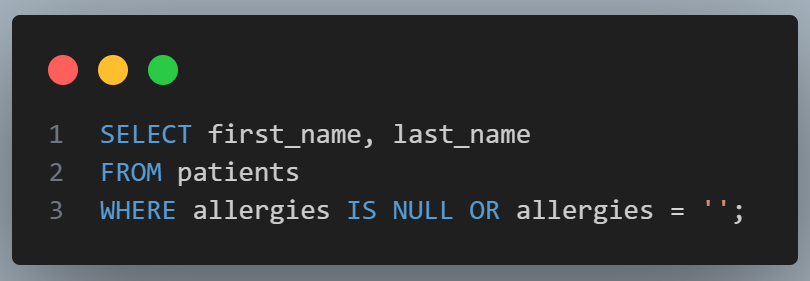 1 SELECT first_name, last_name
2 FROM patients
3 WHERE allergies IS NULL OR allergies = '';